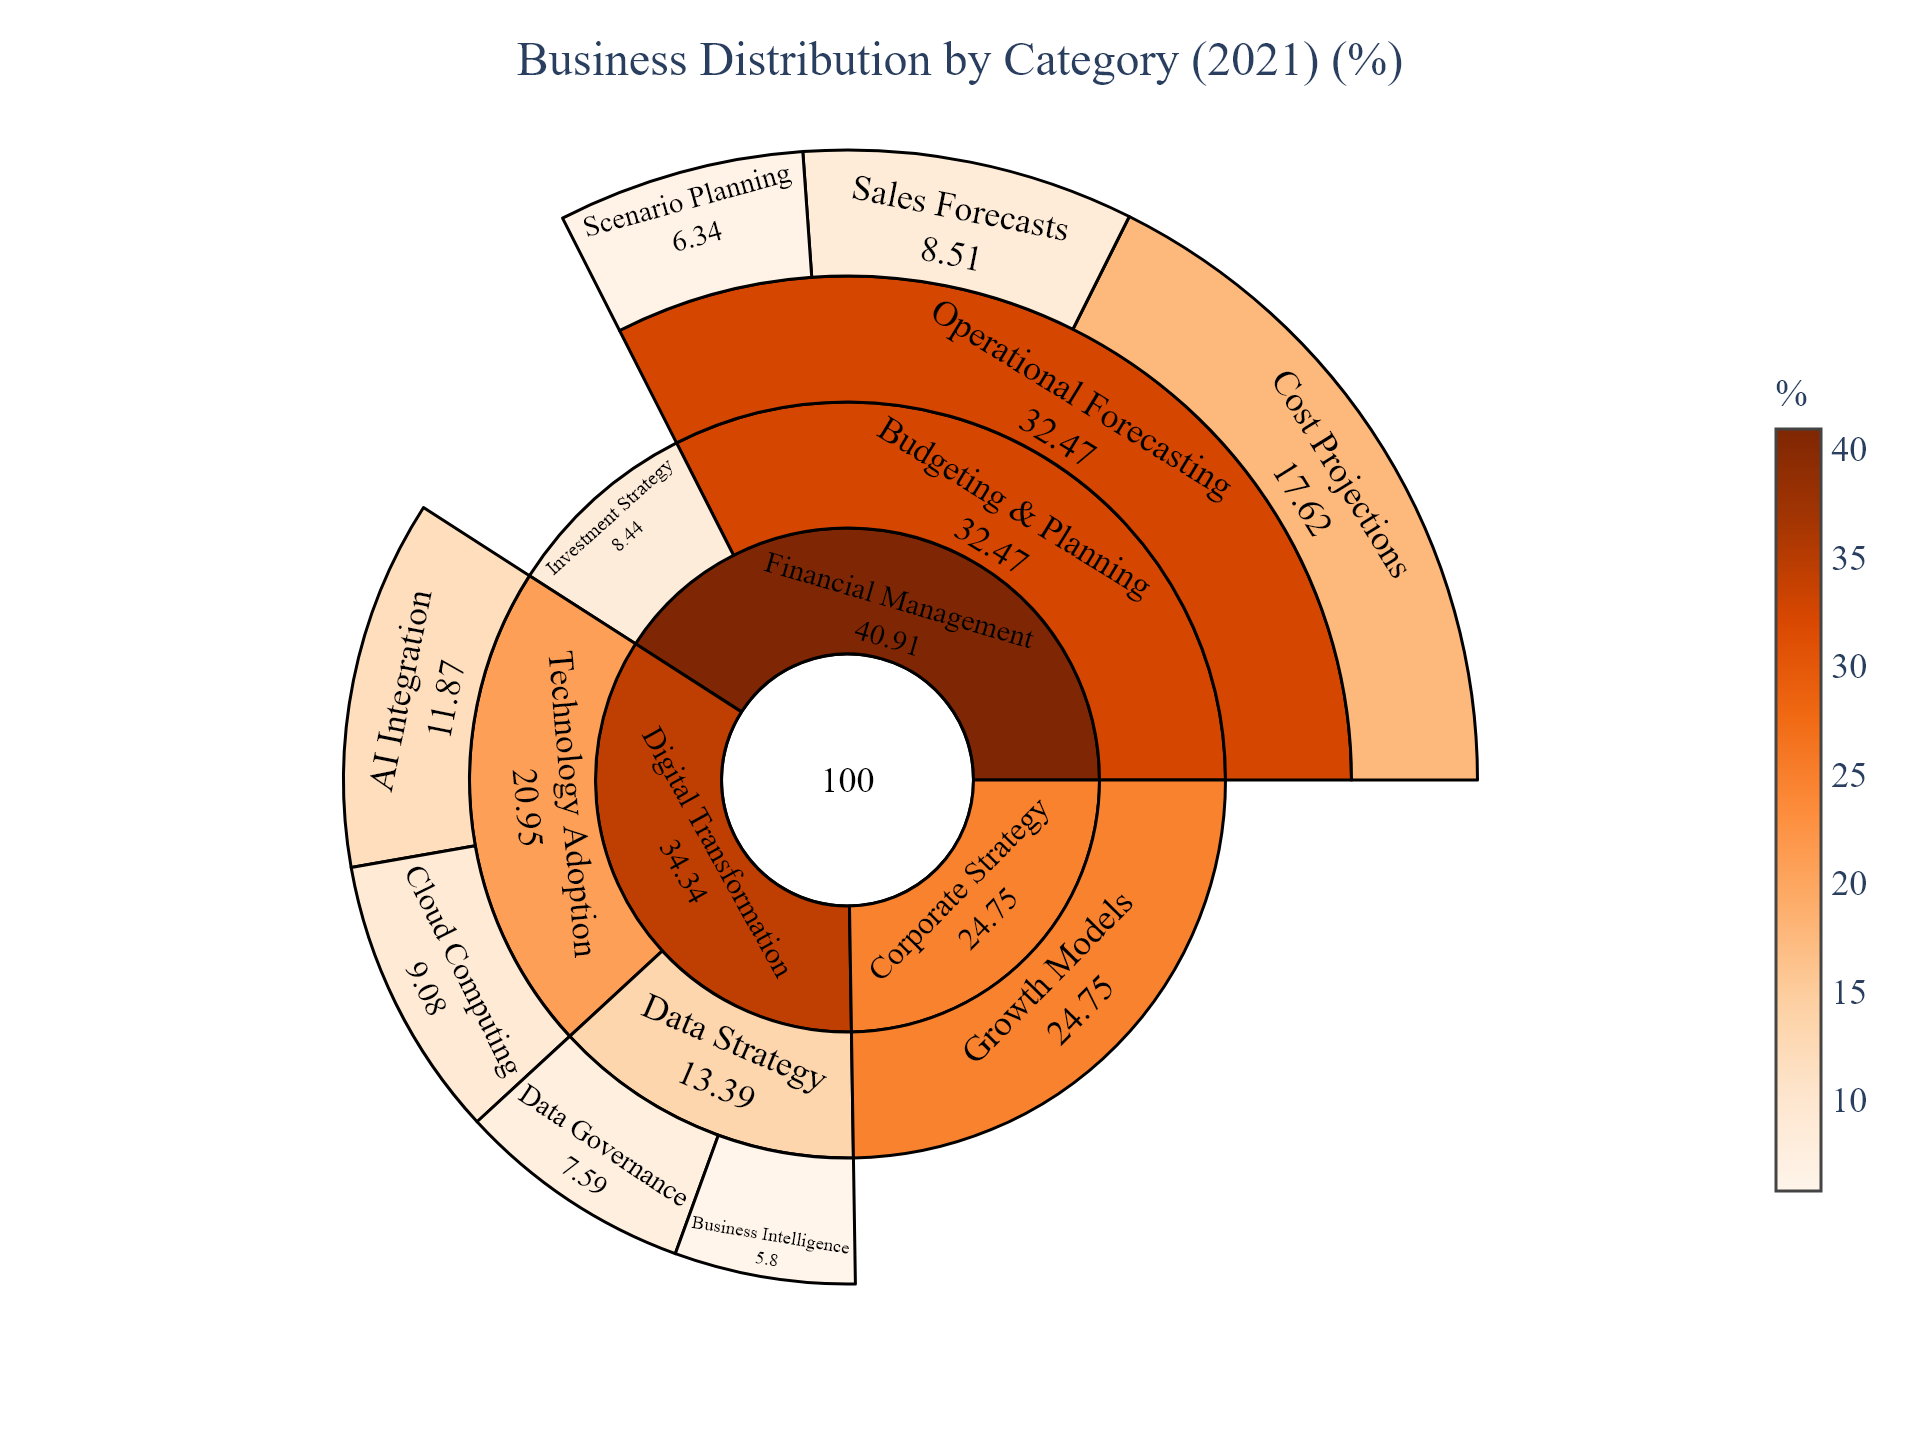 Business Distribution by Category (2021) (%)
Scenario Planning
6.34
Sales Forecasts
8.51
Cost Projections
17.62
Operational Forecasting
32.47
Budgeting & Planning
32.47
Investment Strategy
8.44
Financial Management
40.91
AI Integration
11.87
Technology Adoption
20.95
Digital Transformation
34.34
100
Corporate Strategy
24.75
Growth Models
24.75
Cloud Computing
9.08
Data Strategy
13.39
Data Governance
7.59
Business Intelligence
5.8
%
40
35
30
25
20
15
10